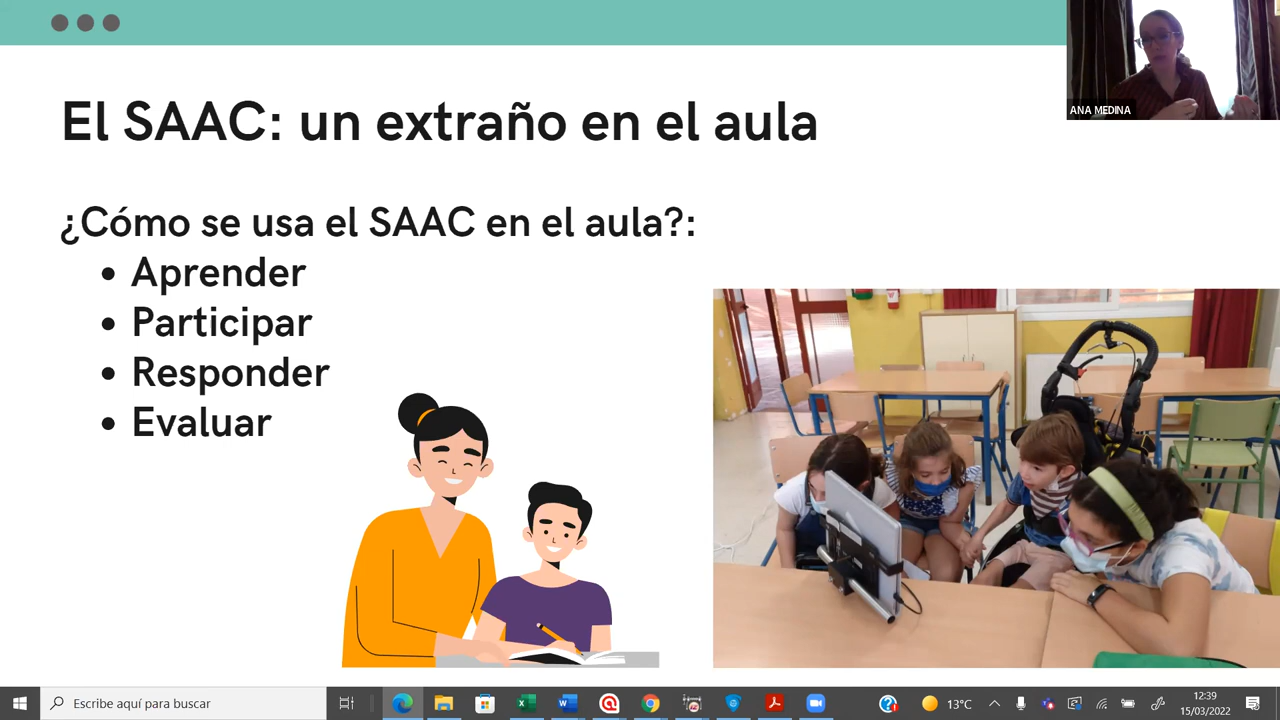 ANA MEDINA
El SAAC: un extraño en el aula
¿Cómo se usa el SAAC en el aula?:
• Aprender
• Participar
• Responder
• Evaluar
Escribe aquí para buscar
13°C
12:39
15/03/2022